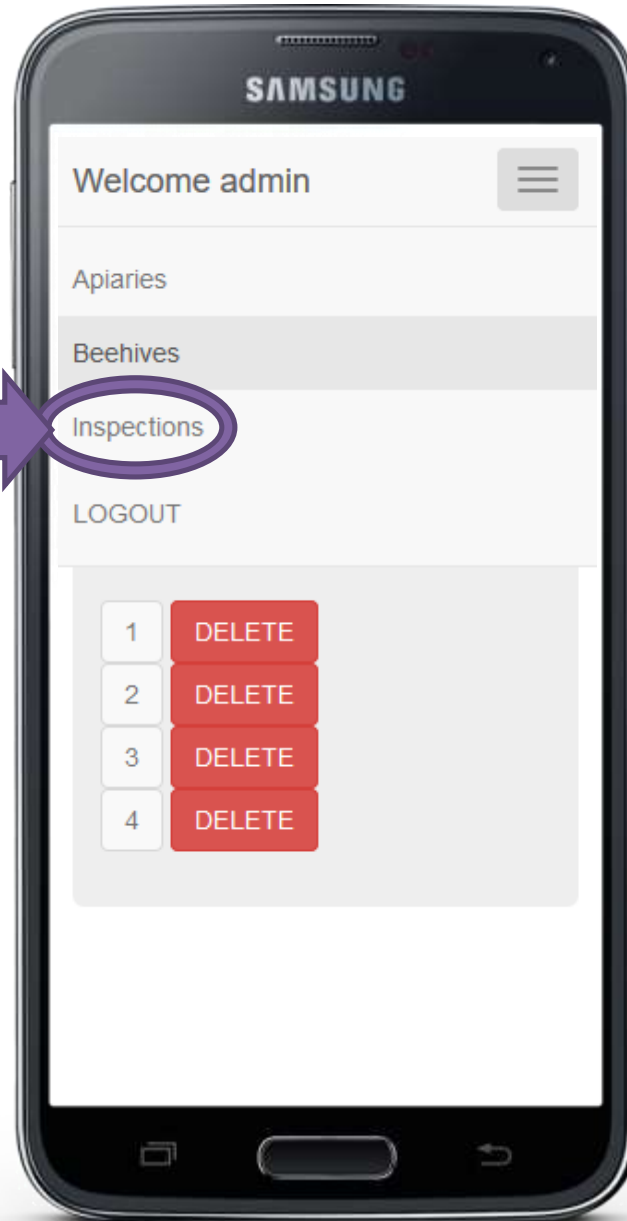 SAMSUNG
Welcome admin
Apiaries
Beehives
Inspections
LOGOUT
1 DELETE
2 DELETE
3 DELETE
4 DELETE